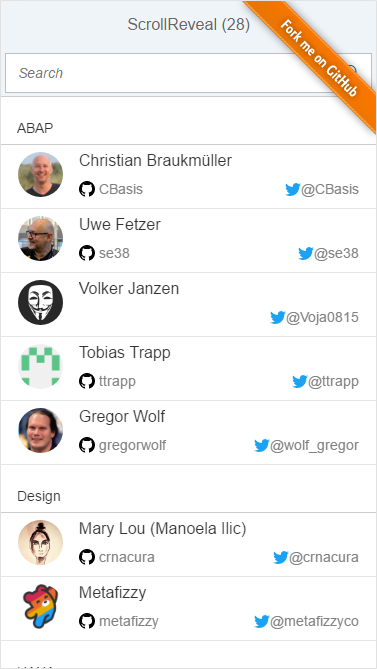 ScrollReveal (28)
Fork me on GitHub
Search
ABAP
Christian Braukmüller
CBasis @CBasis
Uwe Fetzer
se38 @se38
Volker Janzen
@Voja0815
Tobias Trapp
ttrapp @ttrapp
Gregor Wolf
gregorwolf @wolf_gregor
Design
Mary Lou (Manoela Ilic)
crnacura @crnacura
Metafizzy
metafizzy @metafizzyco